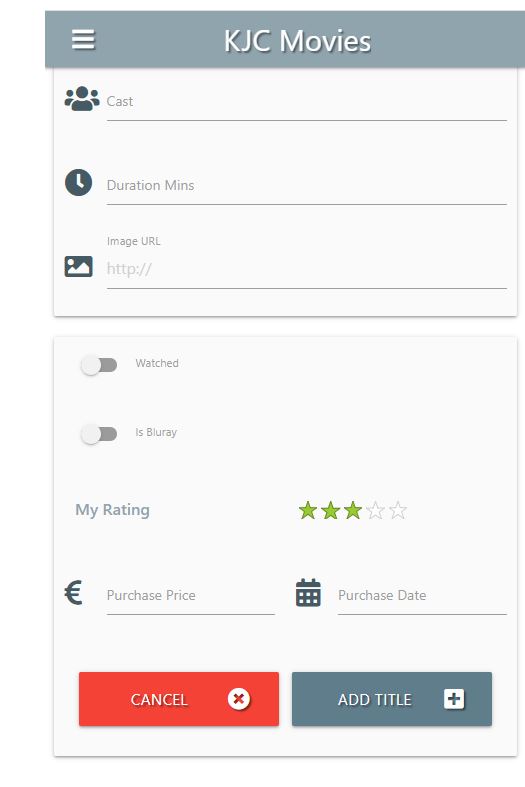 KJC Movies
Cast
Duration Mins
Image URL
http://
Watched
Is Bluray
My Rating
€ Purchase Price Purchase Date
CANCEL ADD TITLE